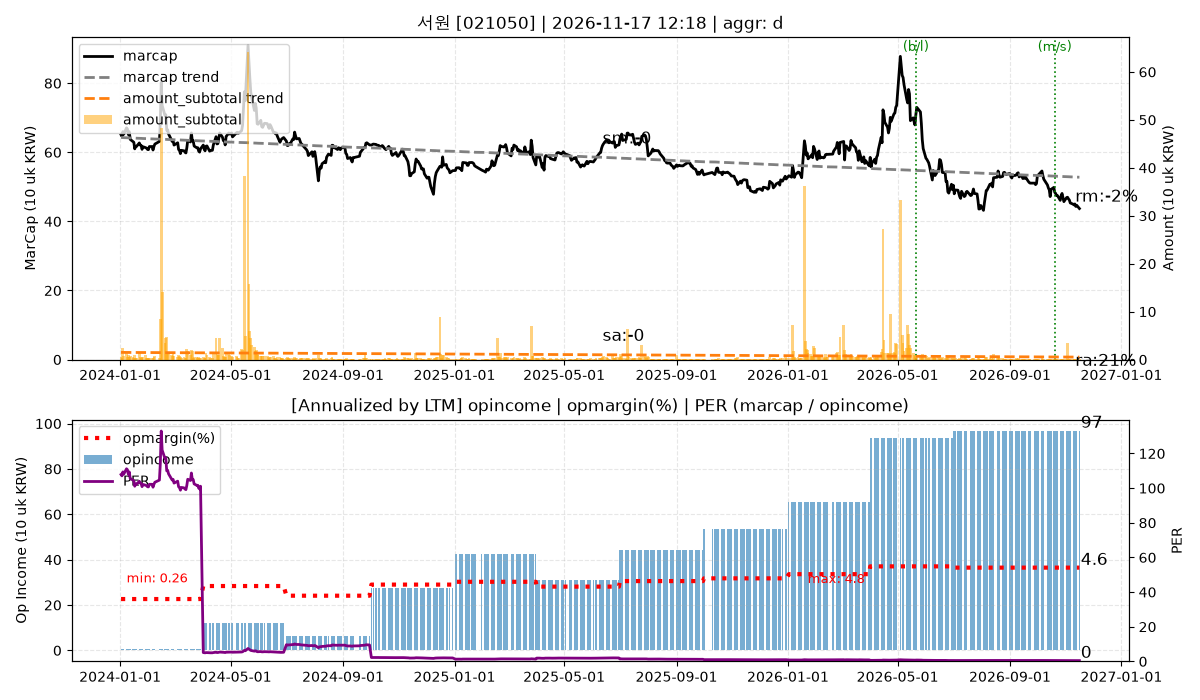 서원 [021050] | 2026-11-17 12:18 | aggr: d
(b/l)
(m/s)
marcap
marcap trend
amount_subtotal trend
amount_subtotal
80
60
40
20
0
MarCap (10 uk KRW)
60
50
40
30
20
10
0
Amount (10 uk KRW)
sm:-0
rm:-2%
sa:-0
ra:21%
2024-01-01
2024-05-01
2024-09-01
2025-01-01
2025-05-01
2025-09-01
2026-01-01
2026-05-01
2026-09-01
2027-01-01
[Annualized by LTM] opincome | opmargin(%) | PER (marcap / opincome)
opmargin(%)
opincome
PER
100
80
60
40
20
0
Op Income (10 uk KRW)
120
100
80
60
40
20
0
PER
97
4.6
0
min: 0.26
max: 4.8
2024-01-01
2024-05-01
2024-09-01
2025-01-01
2025-05-01
2025-09-01
2026-01-01
2026-05-01
2026-09-01
2027-01-01